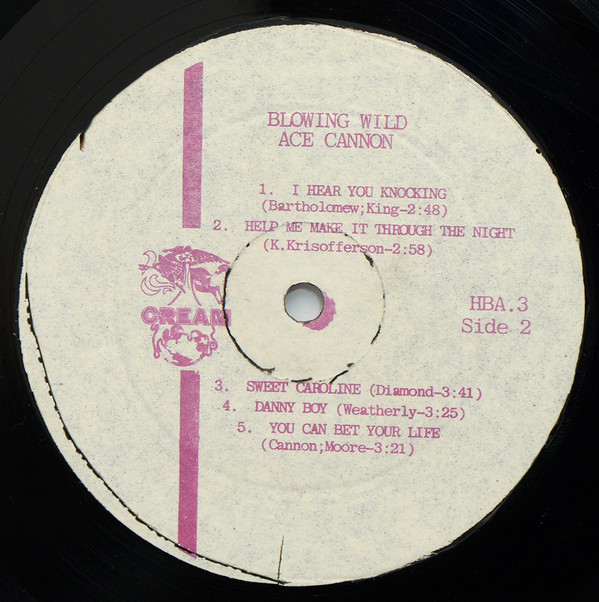 BLOWING WILD
ACE CANNON
1. I HEAR YOU KNOCKING
(Bartholomew;King-2:48)
2. HELP ME MAKE IT THROUGH THE NIGHT
(K.Krisofferson-2:58)
CREAM
HBA.3
Side 2
3. SWEET CAROLINE (Diamond-3:41)
4. DANNY BOY (Weatherly-3:25)
5. YOU CAN BET YOUR LIFE
(Cannon;Moore-3:21)